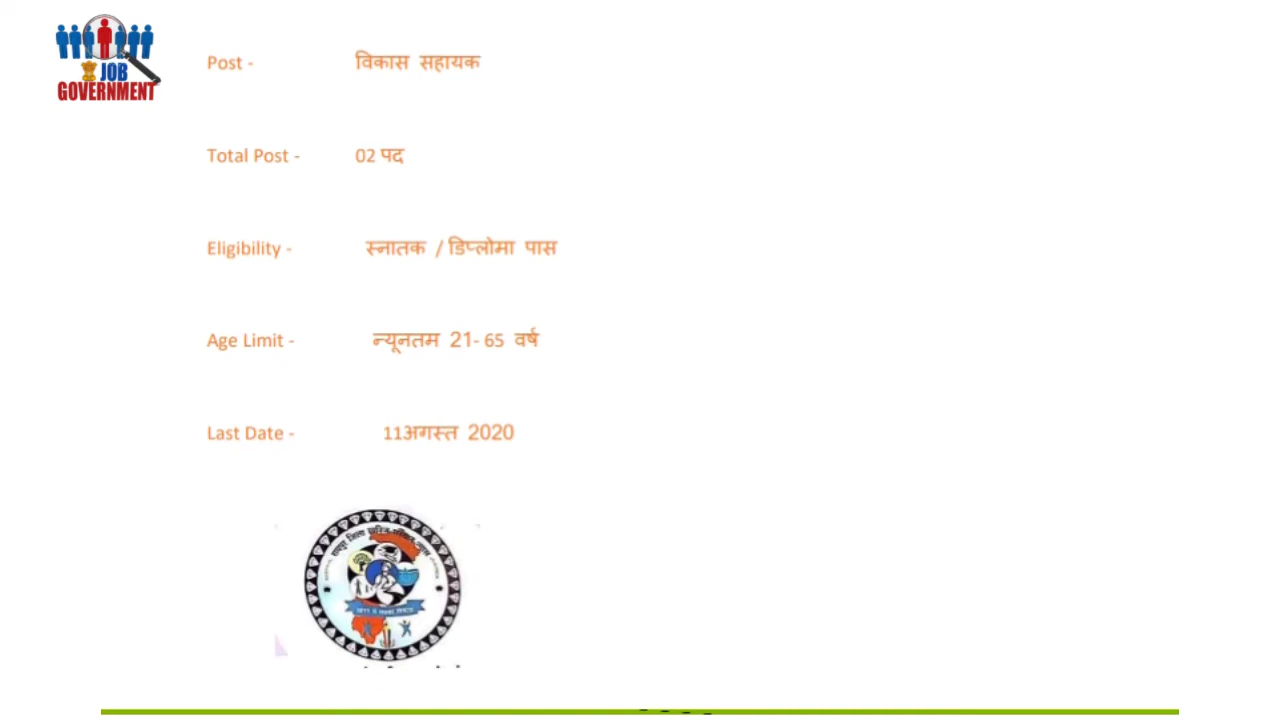 JOB
GOVERNMENT
Post - विकास सहायक
Total Post - 02 पद
Eligibility - स्नातक / डिप्लोमा पास
Age Limit - न्यूनतम 21- 65 वर्ष
Last Date - 11अगस्त 2020